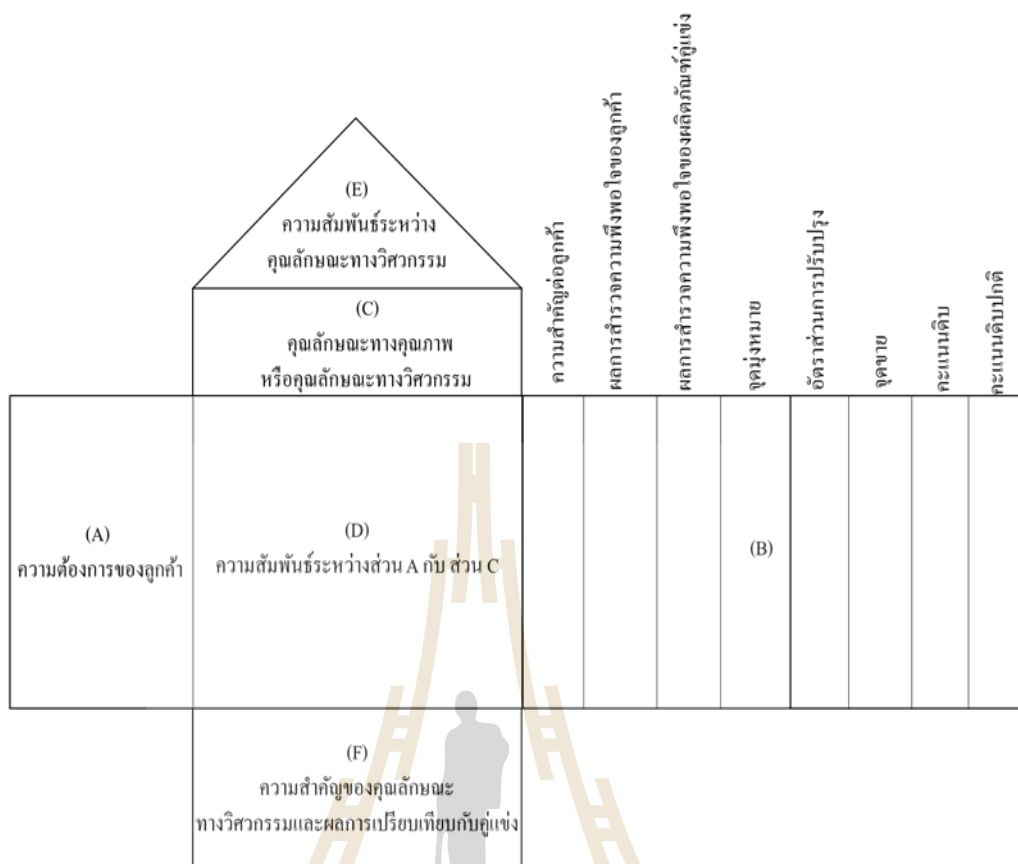 (E)
ความสัมพันธ์ระหว่าง
คุณลักษณะทางวิศวกรรม
(C)
คุณลักษณะทางคุณภาพ
หรือคุณลักษณะทางวิศวกรรม
ความสำคัญต่อลูกค้า
ผลการสำรวจความพึงพอใจของลูกค้า
ผลการสำรวจความพึงพอใจของผลิตภัณฑ์คู่แข่ง
จุดมุ่งหมาย
อัตราส่วนการปรับปรุง
จุดขาย
คะแนนดิบ
คะแนนดิบปกติ
(A)
ความต้องการของลูกค้า
(D)
ความสัมพันธ์ระหว่างส่วน A กับ ส่วน C
(B)
(F)
ความสำคัญของคุณลักษณะ
ทางวิศวกรรมและผลการเปรียบเทียบกับคู่แข่ง